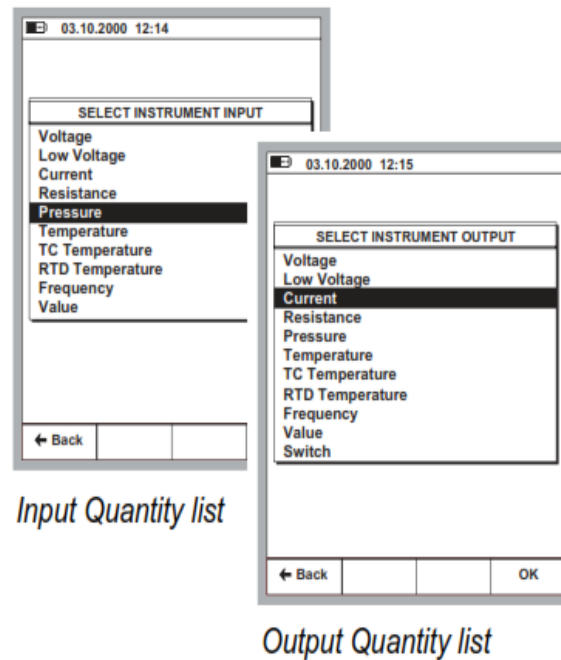 03.10.2000 12:14
SELECT INSTRUMENT INPUT
Voltage
Low Voltage
Current
Resistance
Pressure
Temperature
TC Temperature
RTD Temperature
Frequency
Value
← Back
Input Quantity list
03.10.2000 12:15
SELECT INSTRUMENT OUTPUT
Voltage
Low Voltage
Current
Resistance
Pressure
Temperature
TC Temperature
RTD Temperature
Frequency
Value
Switch
← Back OK
Output Quantity list